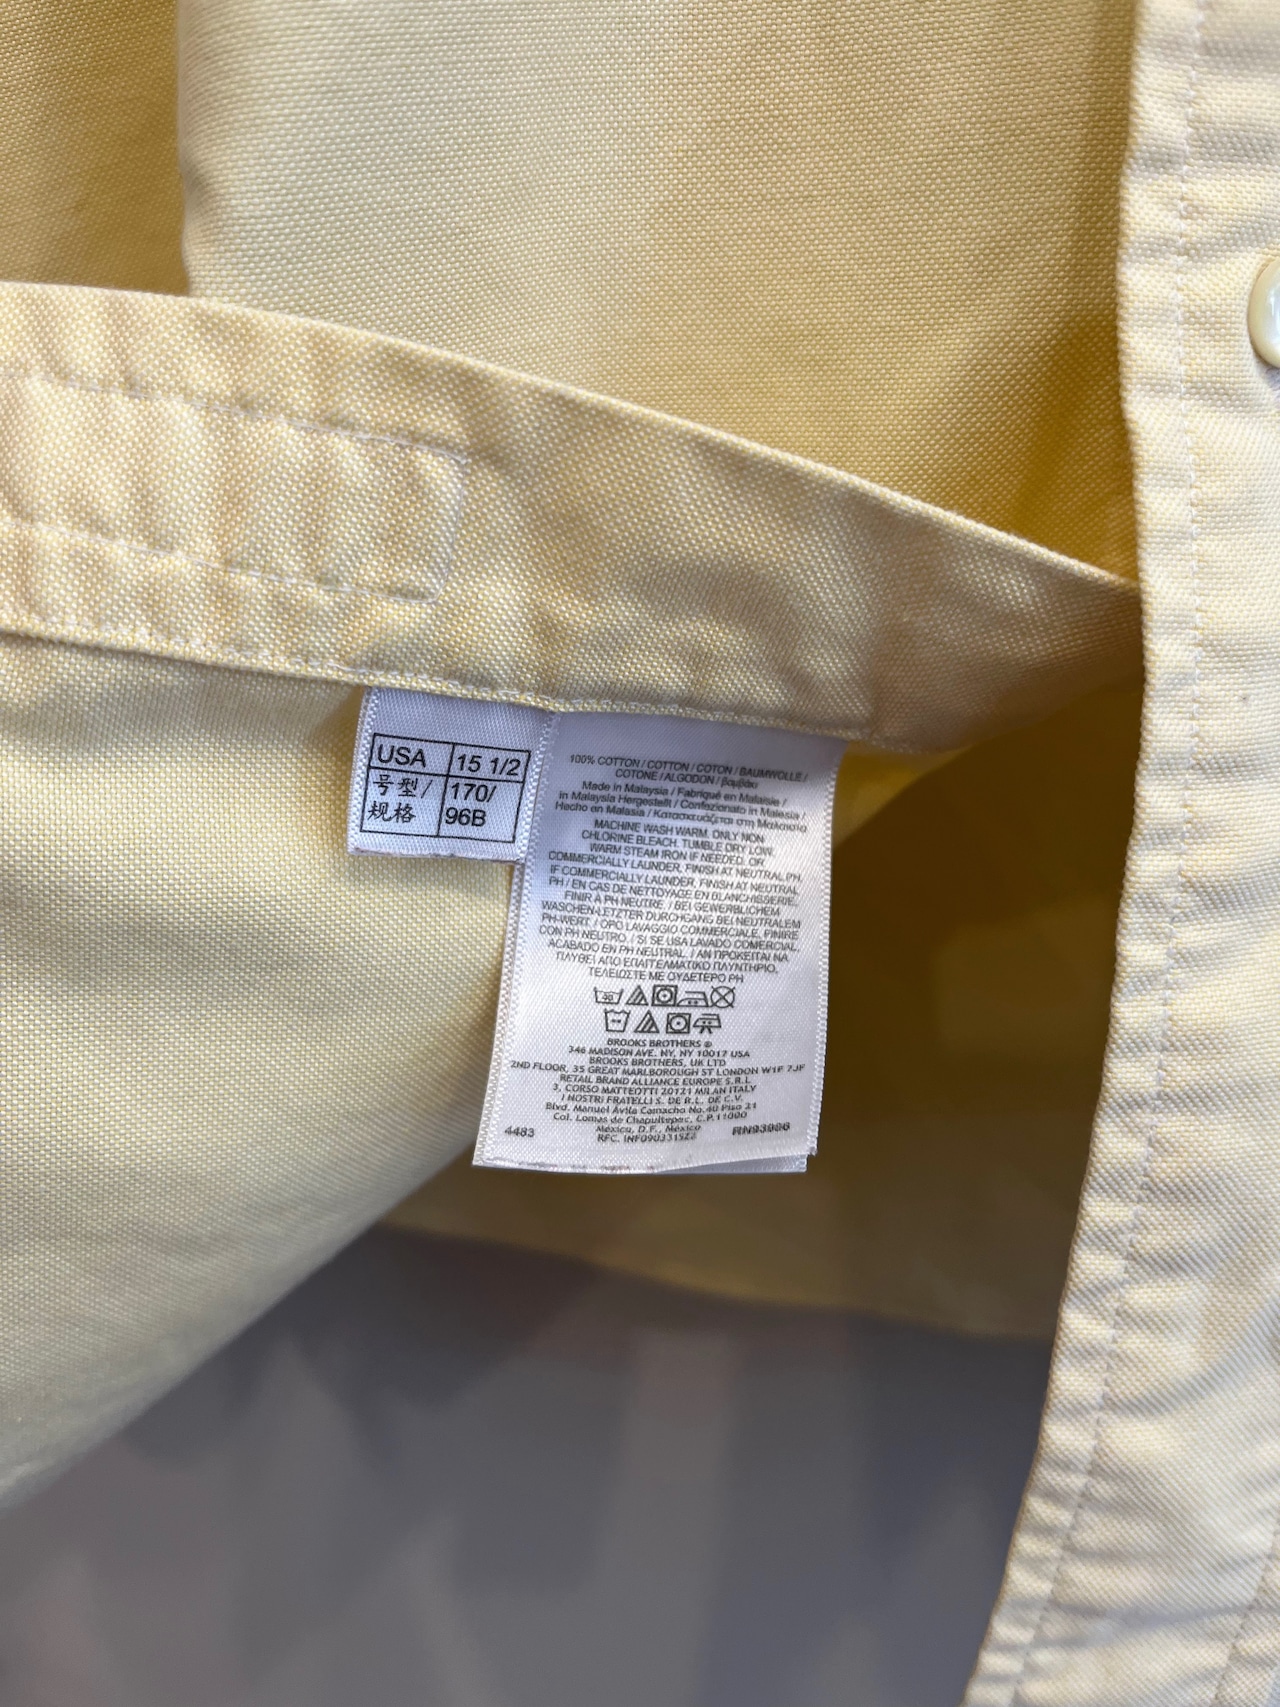 USA 15 1/2
号型/ 170/
规格 96B
100% COTTON / COTTON / COTON / BAUMWOLLE /
COTONE / ALGODON / βαμβάκι
Made in Malaysia / Fabriqué en Malaisie /
in Malaysia Hergestellt / Confezionato in Malesia /
Hecho en Malasia / Κατασκευάζεται στη Μαλαισία
MACHINE WASH WARM. ONLY NON
CHLORINE BLEACH. TUMBLE DRY LOW.
WARM STEAM IRON IF NEEDED. OR
COMMERCIALLY LAUNDER, FINISH AT NEUTRAL PH.
IF COMMERCIALLY LAUNDER, FINISH AT NEUTRAL
PH / EN CAS DE NETTOYAGE EN BLANCHISSERIE,
FINIR A PH NEUTRE. / BEI GEWERBLICHEM
WASCHEN-LETZTER DURCHGANG BEI NEUTRALEM
PH-WERT. / OPO LAVAGGIO COMMERCIALE, FINIRE
CON PH NEUTRO. / SI SE USA LAVADO COMERCIAL,
ACABADO EN PH NEUTRAL. / ΑΝ ΠΡΟΚΕΙΤΑΙ ΝΑ
ΠΛΥΘΕΙ ΑΠΟ ΕΠΑΓΓΕΛΜΑΤΙΚΟ ΠΛΥΝΤΗΡΙΟ,
ΤΕΛΕΙΩΣΤΕ ΜΕ ΟΥΔΕΤΕΡΟ PH
40
BROOKS BROTHERS ®
346 MADISON AVE. NY, NY 10017 USA
BROOKS BROTHERS, UK LTD
2ND FLOOR, 35 GREAT MARLBOROUGH ST LONDON W1F 7JF
RETAIL BRAND ALLIANCE EUROPE S.R.L
3, CORSO MATTEOTTI 20121 MILAN ITALY
I NOSTRI FRATELLI S. DE R.L. DE C.V.
Blvd. Manuel Ávila Camacho No.40 Piso 21
Col. Lomas de Chapultepec, C.P.11000
México, D.F., México
4483 RFC. INF0903315Z2 RN93986